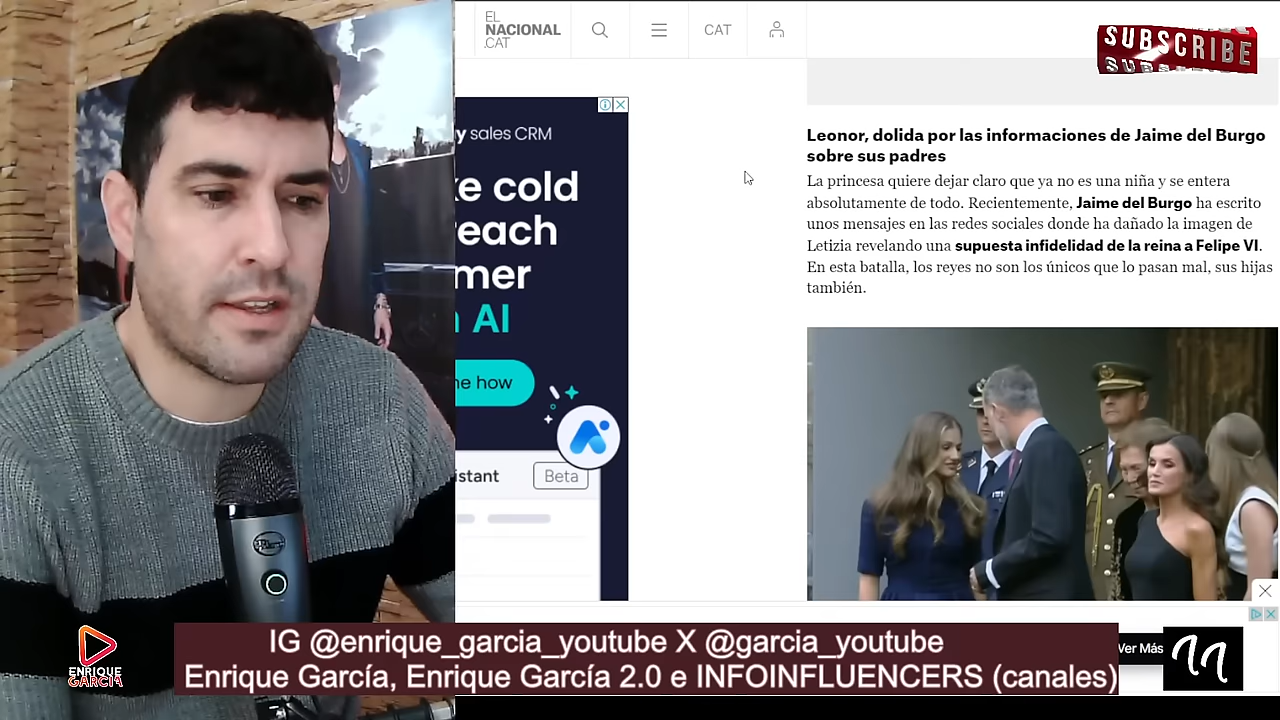 EL
NACIONAL
.CAT
CAT
SUBSCRIBE
y sales CRM
ke cold
each
mer
AI
me how
istant
Beta
Leonor, dolida por las informaciones de Jaime del Burgo
sobre sus padres
La princesa quiere dejar claro que ya no es una niña y se entera
absolutamente de todo. Recientemente, Jaime del Burgo ha escrito
unos mensajes en las redes sociales donde ha dañado la imagen de
Letizia revelando una supuesta infidelidad de la reina a Felipe VI.
En esta batalla, los reyes no son los únicos que lo pasan mal, sus hijas
también.
Ver Más
ENRIQUE
GARCÍA
IG @enrique_garcia_youtube X @garcia_youtube
Enrique García, Enrique García 2.0 e INFOINFLUENCERS (canales)